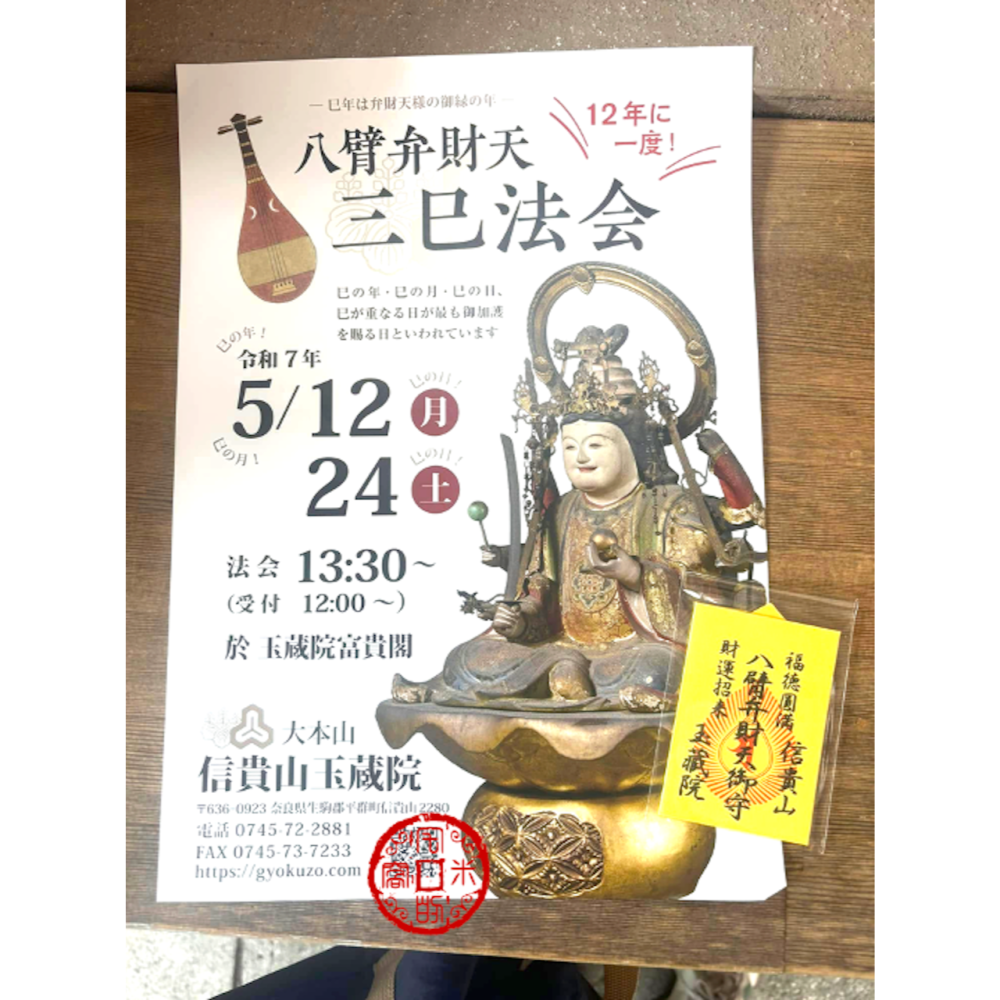 ― 巳年は弁財天様の御縁の年 ―
八臂弁財天
三巳法会
12年に
一度！
巳の年・巳の月・巳の日、
巳が重なる日が最も御加護
を賜る日といわれています
巳の年！
令和7年
5/12 月
巳の日！
巳の月！
24 土
巳の日！
法会 13:30～
(受付 12:00～)
於 玉蔵院富貴閣
大本山
信貴山玉蔵院
〒636-0923 奈良県生駒郡平群町信貴山2280
電話 0745-72-2881
FAX 0745-73-7233
https://gyokuzo.com
福徳圓満 信貴山
八臂弁財天御守
財運招来 玉蔵院